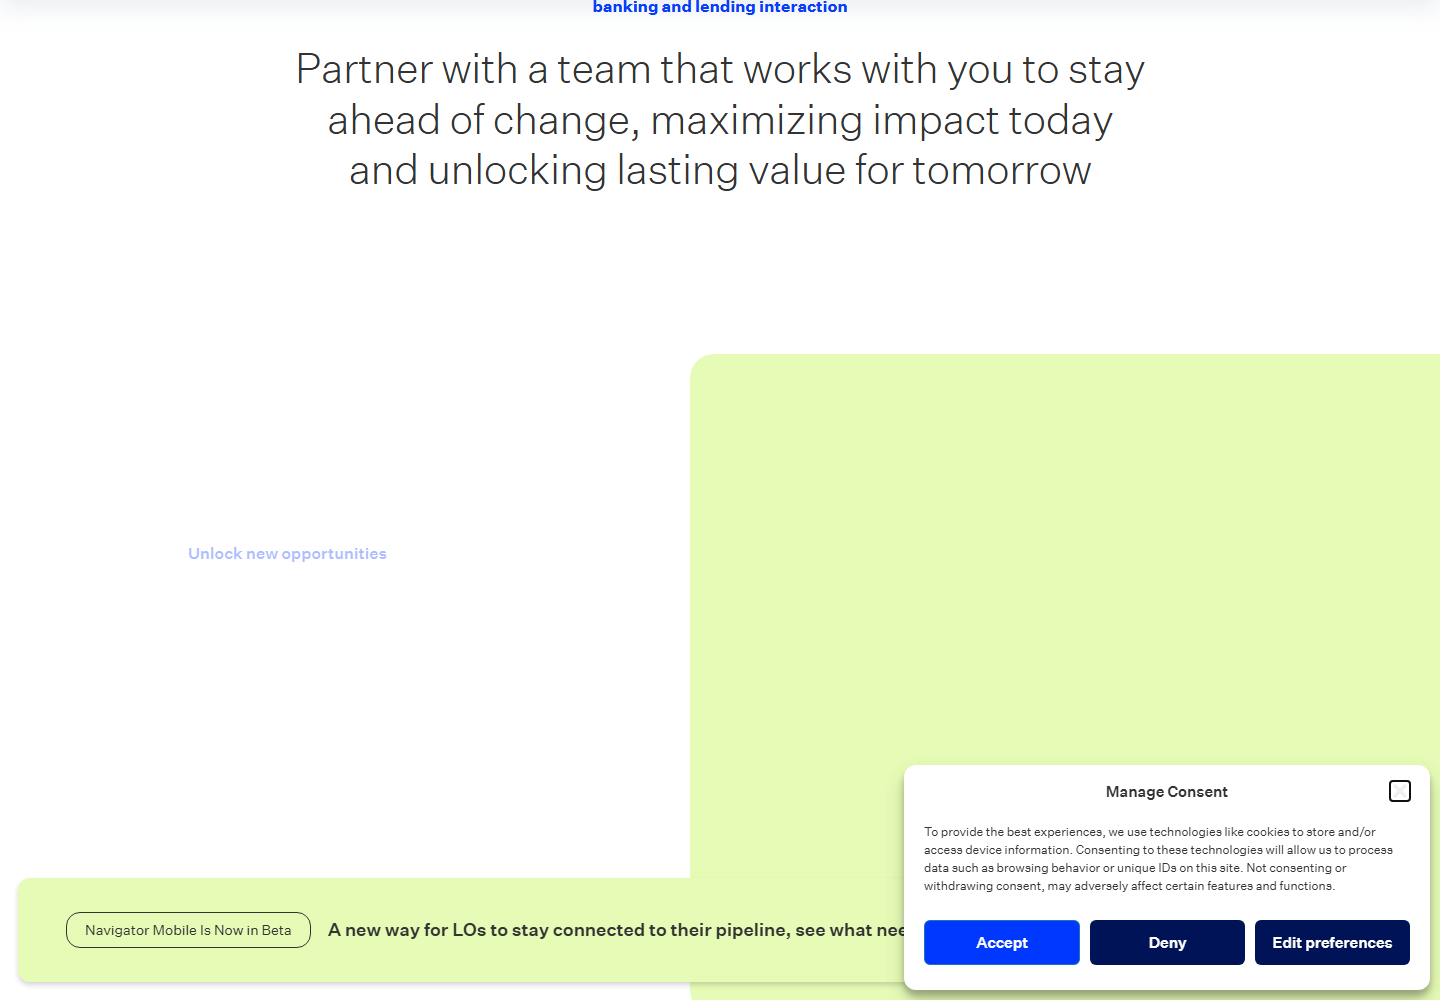 banking and lending interaction
Partner with a team that works with you to stay
ahead of change, maximizing impact today
and unlocking lasting value for tomorrow
Unlock new opportunities
Manage Consent
To provide the best experiences, we use technologies like cookies to store and/or
access device information. Consenting to these technologies will allow us to process
data such as browsing behavior or unique IDs on this site. Not consenting or
withdrawing consent, may adversely affect certain features and functions.
Accept
Deny
Edit preferences
Navigator Mobile Is Now in Beta
A new way for LOs to stay connected to their pipeline, see what